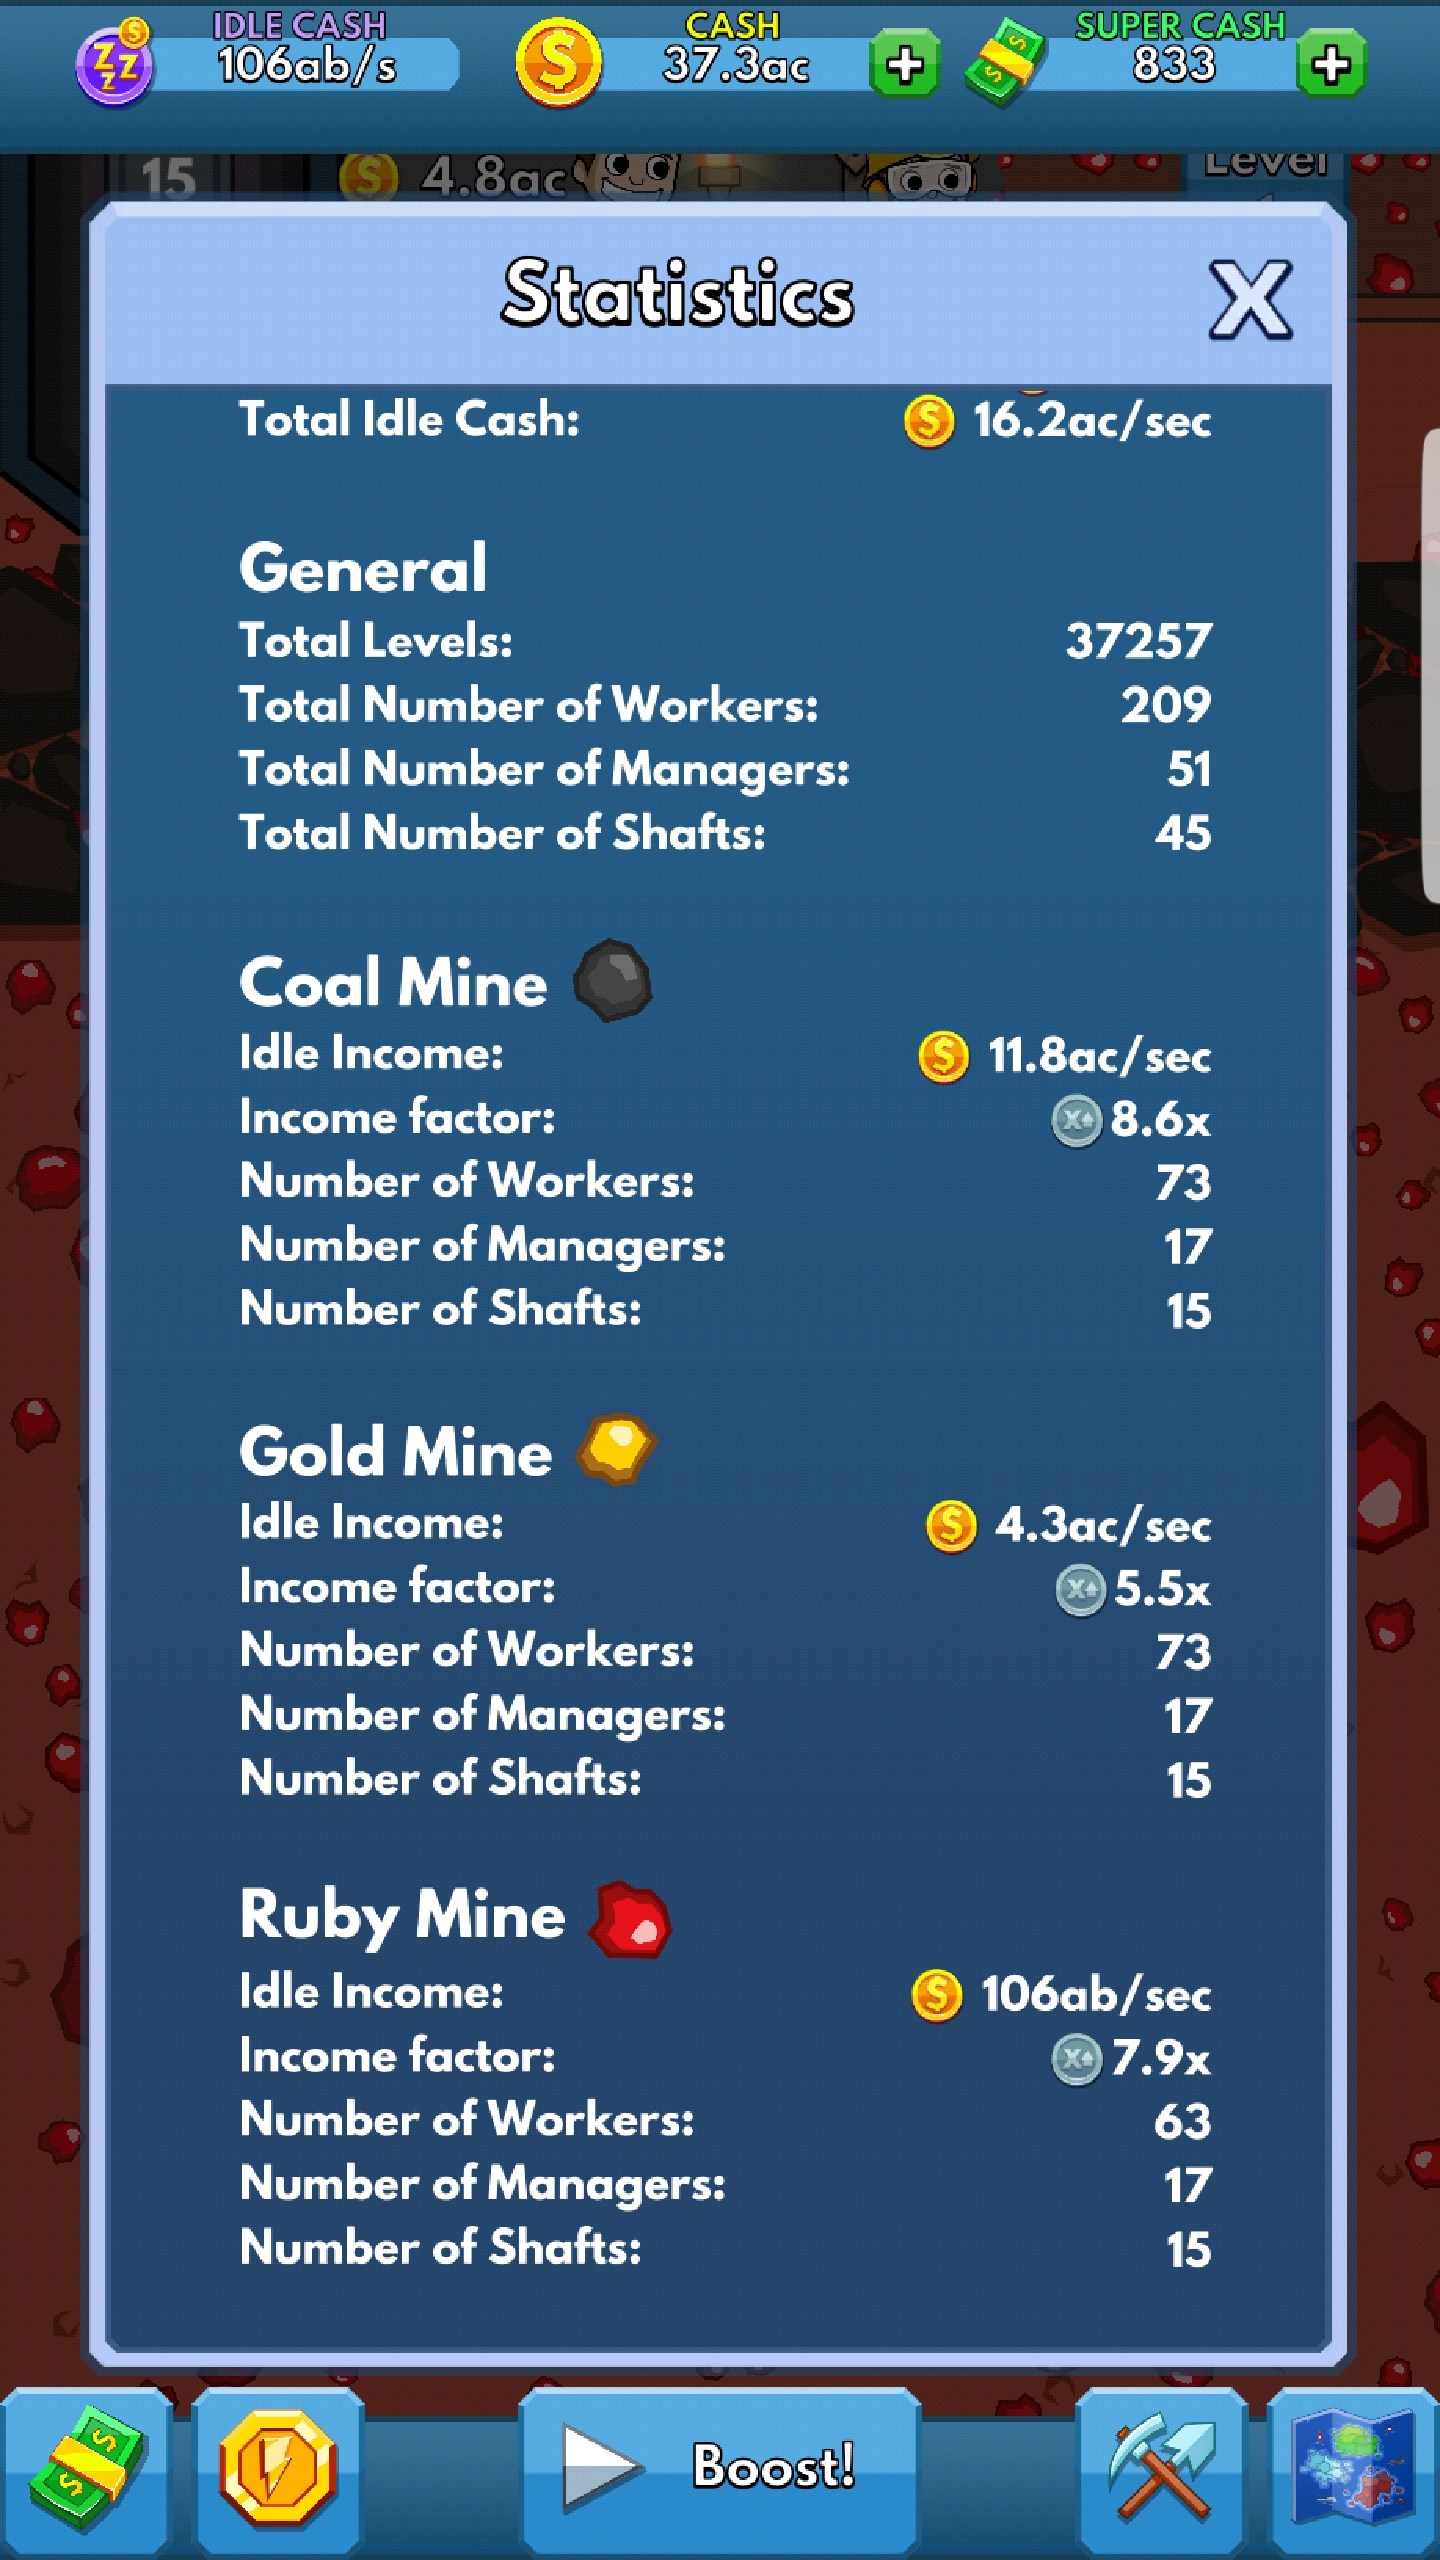 IDLE CASH CASH SUPER CASH
106ab/s 37.3ac 833
15 4.8ac Level
Statistics X
Total Idle Cash: 16.2ac/sec
General
Total Levels: 37257
Total Number of Workers: 209
Total Number of Managers: 51
Total Number of Shafts: 45
Coal Mine
Idle Income: 11.8ac/sec
Income factor: 8.6x
Number of Workers: 73
Number of Managers: 17
Number of Shafts: 15
Gold Mine
Idle Income: 4.3ac/sec
Income factor: 5.5x
Number of Workers: 73
Number of Managers: 17
Number of Shafts: 15
Ruby Mine
Idle Income: 106ab/sec
Income factor: 7.9x
Number of Workers: 63
Number of Managers: 17
Number of Shafts: 15
Boost!